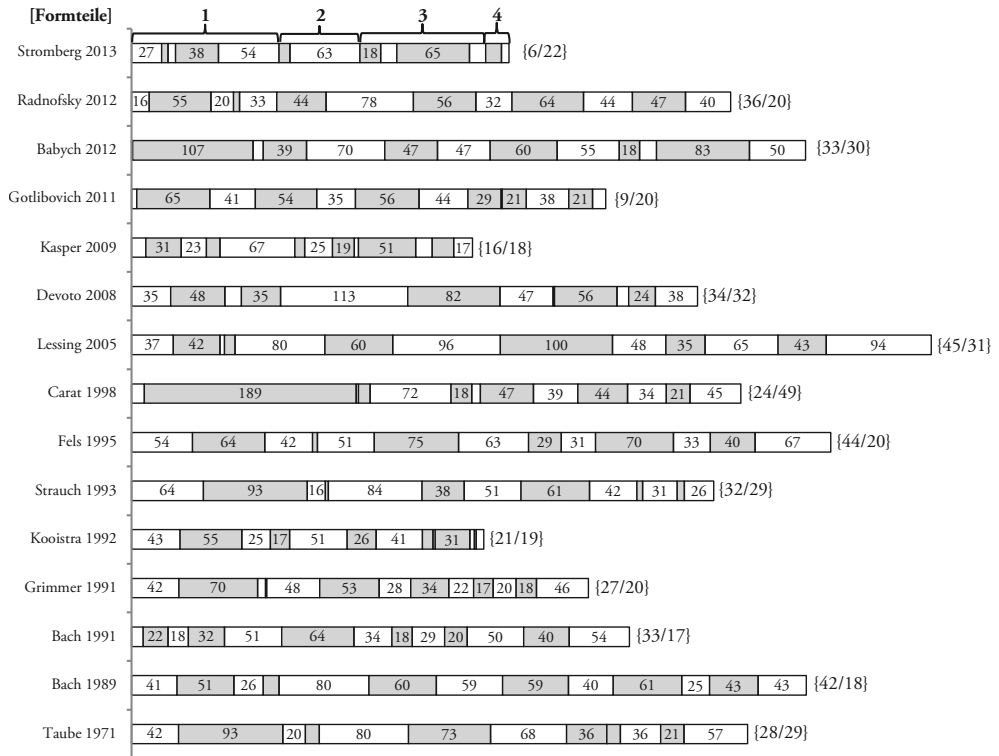 [Formteile] 1 2 3 4
Stromberg 2013 27 38 54 63 18 65 {6/22}
Radnofsky 2012 16 55 20 33 44 78 56 32 64 44 47 40 {36/20}
Babych 2012 107 39 70 47 47 60 55 18 83 50 {33/30}
Gotlibovich 2011 65 41 54 35 56 44 29 21 38 21 {9/20}
Kasper 2009 31 23 67 25 19 51 17 {16/18}
Devoto 2008 35 48 35 113 82 47 56 24 38 {34/32}
Lessing 2005 37 42 80 60 96 100 48 35 65 43 94 {45/31}
Carat 1998 189 72 18 47 39 44 34 21 45 {24/49}
Fels 1995 54 64 42 51 75 63 29 31 70 33 40 67 {44/20}
Strauch 1993 64 93 16 84 38 51 61 42 31 26 {32/29}
Kooistra 1992 43 55 25 17 51 26 41 31 {21/19}
Grimmer 1991 42 70 48 53 28 34 22 17 20 18 46 {27/20}
Bach 1991 22 18 32 51 64 34 18 29 20 50 40 54 {33/17}
Bach 1989 41 51 26 80 60 59 59 40 61 25 43 43 {42/18}
Taube 1971 42 93 20 80 73 68 36 36 21 57 {28/29}